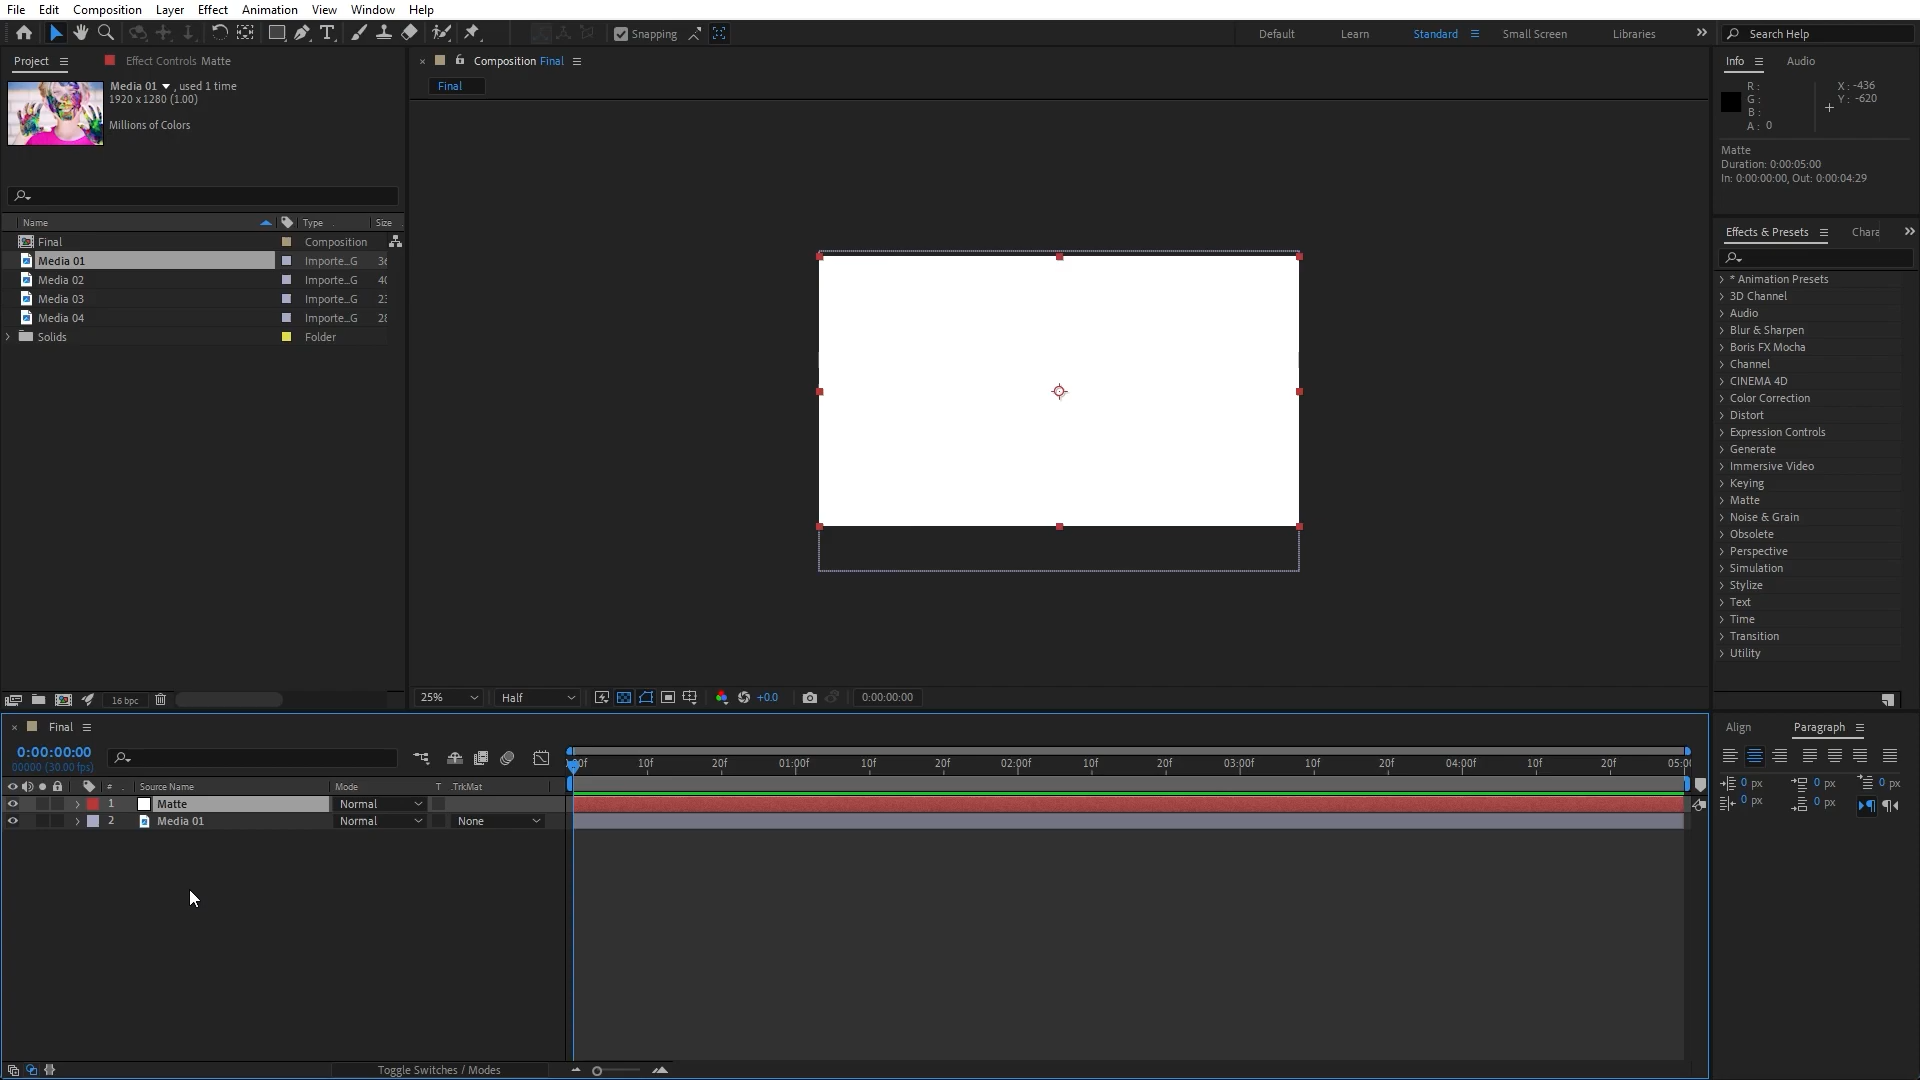 File Edit Composition Layer Effect Animation View Window Help
Snapping Default Learn Standard Small Screen Libraries Search Help
Project Effect Controls Matte
Media 01 , used 1 time
1920 x 1280 (1.00)
Millions of Colors
Name Type Size
Final Composition
Media 01 Importe...G 36
Media 02 Importe...G 40
Media 03 Importe...G 23
Media 04 Importe...G 28
Solids Folder
16 bpc
Composition Final
Final
25% Half +0.0 0:00:00:00
Info Audio
R :
G :
B :
A : 0
X : -436
Y : -620
Matte
Duration: 0:00:05:00
In: 0:00:00:00, Out: 0:00:04:29
Effects & Presets Chara
* Animation Presets
3D Channel
Audio
Blur & Sharpen
Boris FX Mocha
Channel
CINEMA 4D
Color Correction
Distort
Expression Controls
Generate
Immersive Video
Keying
Matte
Noise & Grain
Obsolete
Perspective
Simulation
Stylize
Text
Time
Transition
Utility
Final
0:00:00:00
00000 (30.00 fps)
:00f 10f 20f 01:00f 10f 20f 02:00f 10f 20f 03:00f 10f 20f 04:00f 10f 20f 05:00
# Source Name Mode T .TrkMat
1 Matte Normal
2 Media 01 Normal None
Toggle Switches / Modes
Align Paragraph
0 px 0 px 0 px
0 px 0 px